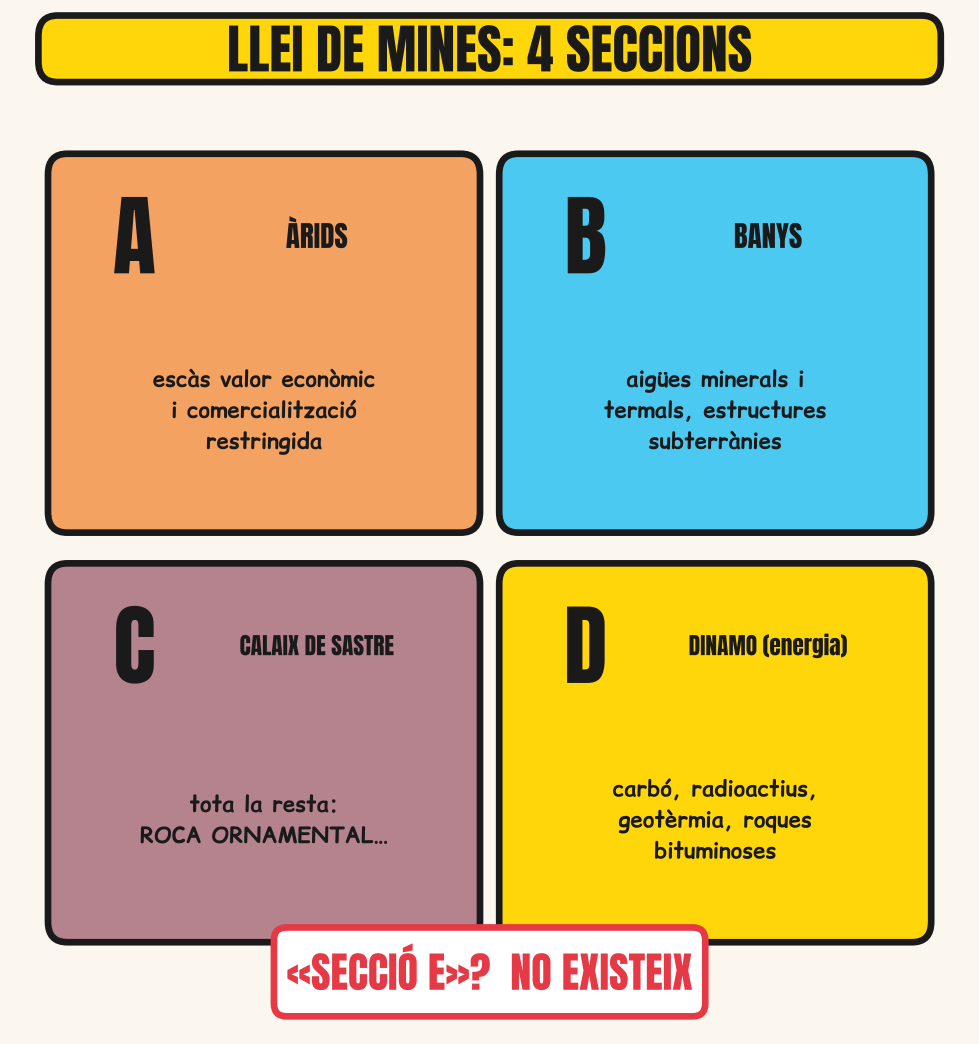 LLEI DE MINES: 4 SECCIONS
A
ÀRIDS
escàs valor econòmic
i comercialització
restringida
B
BANYS
aigües minerals i
termals, estructures
subterrànies
C
CALAIX DE SASTRE
tota la resta:
ROCA ORNAMENTAL...
D
DINAMO (energia)
carbó, radioactius,
geotèrmia, roques
bituminoses
«SECCIÓ E»? NO EXISTEIX